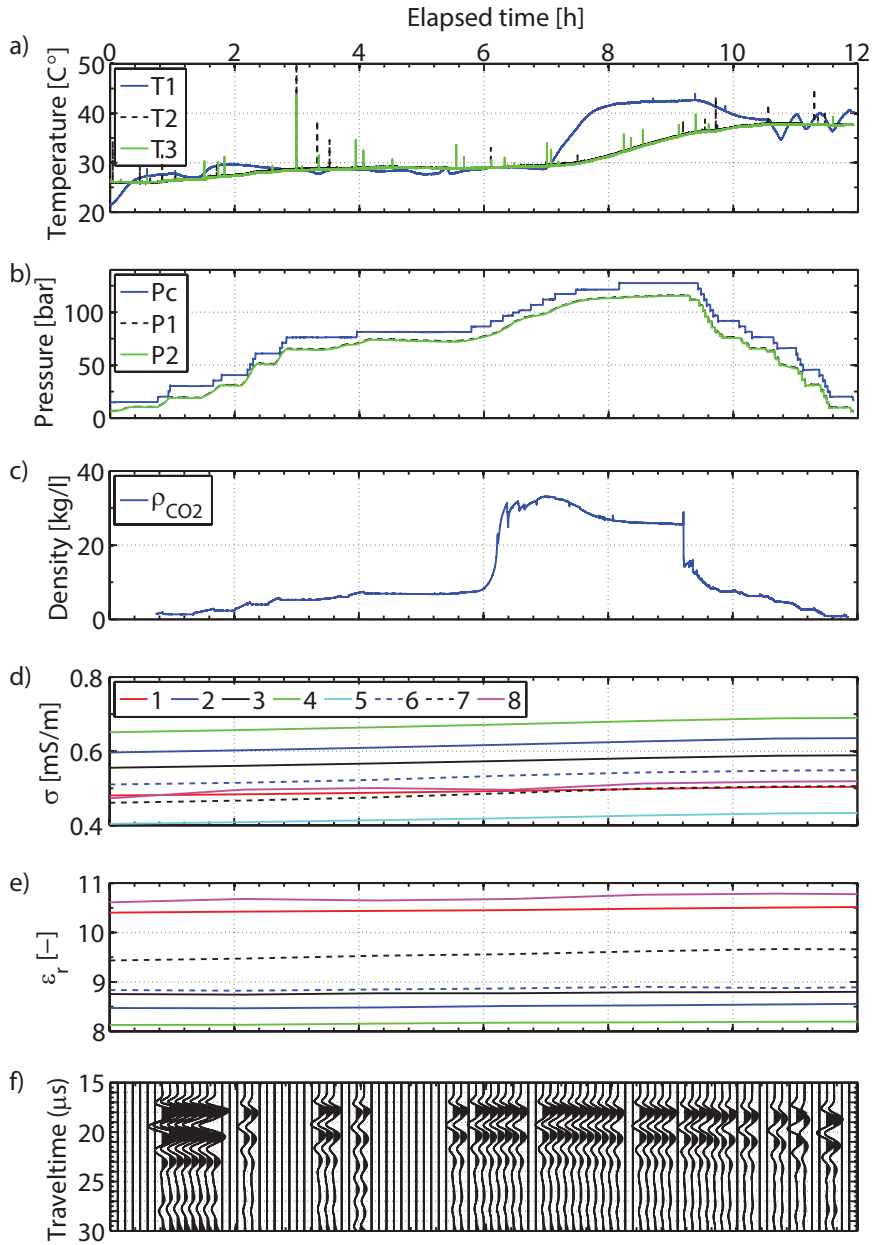 Elapsed time [h]
a)
0 2 4 6 8 10 12
Temperature [C°]
50
40
30
20
T1
T2
T3
b)
Pressure [bar]
100
50
0
Pc
P1
P2
c)
Density [kg/l]
40
20
0
ρCO2
d)
σ [mS/m]
0.8
0.6
0.4
1 2 3 4 5 6 7 8
e)
εr [–]
11
10
9
8
f)
Traveltime (μs)
15
20
25
30